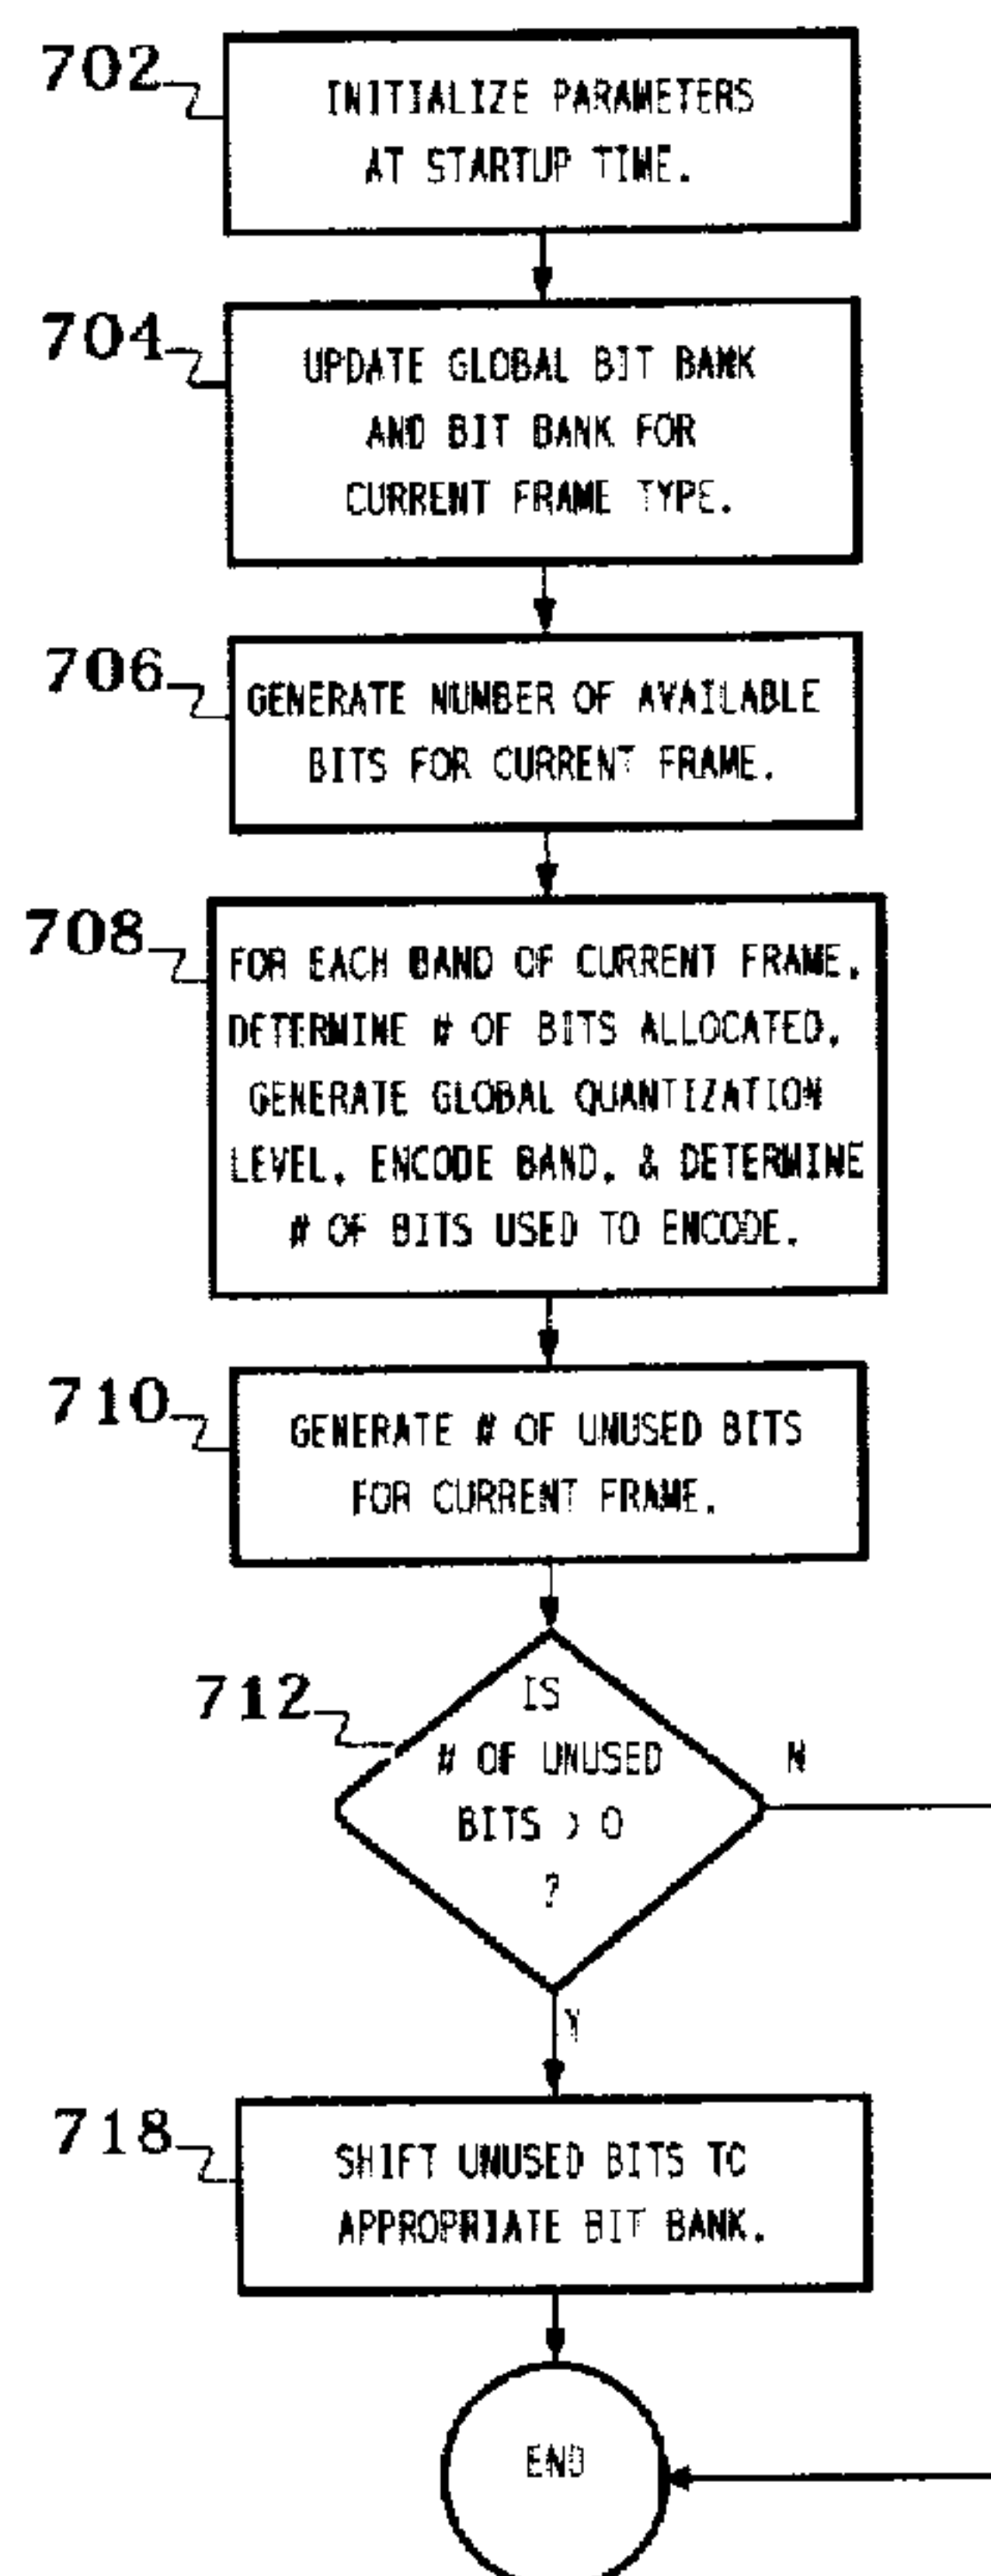 702
INITIALIZE PARAMETERS
AT STARTUP TIME.
704
UPDATE GLOBAL BIT BANK
AND BIT BANK FOR
CURRENT FRAME TYPE.
706
GENERATE NUMBER OF AVAILABLE
BITS FOR CURRENT FRAME.
708
FOR EACH BAND OF CURRENT FRAME,
DETERMINE # OF BITS ALLOCATED,
GENERATE GLOBAL QUANTIZATION
LEVEL, ENCODE BAND, & DETERMINE
# OF BITS USED TO ENCODE.
710
GENERATE # OF UNUSED BITS
FOR CURRENT FRAME.
712
IS
# OF UNUSED
BITS > 0
?
N
Y
718
SHIFT UNUSED BITS TO
APPROPRIATE BIT BANK.
END